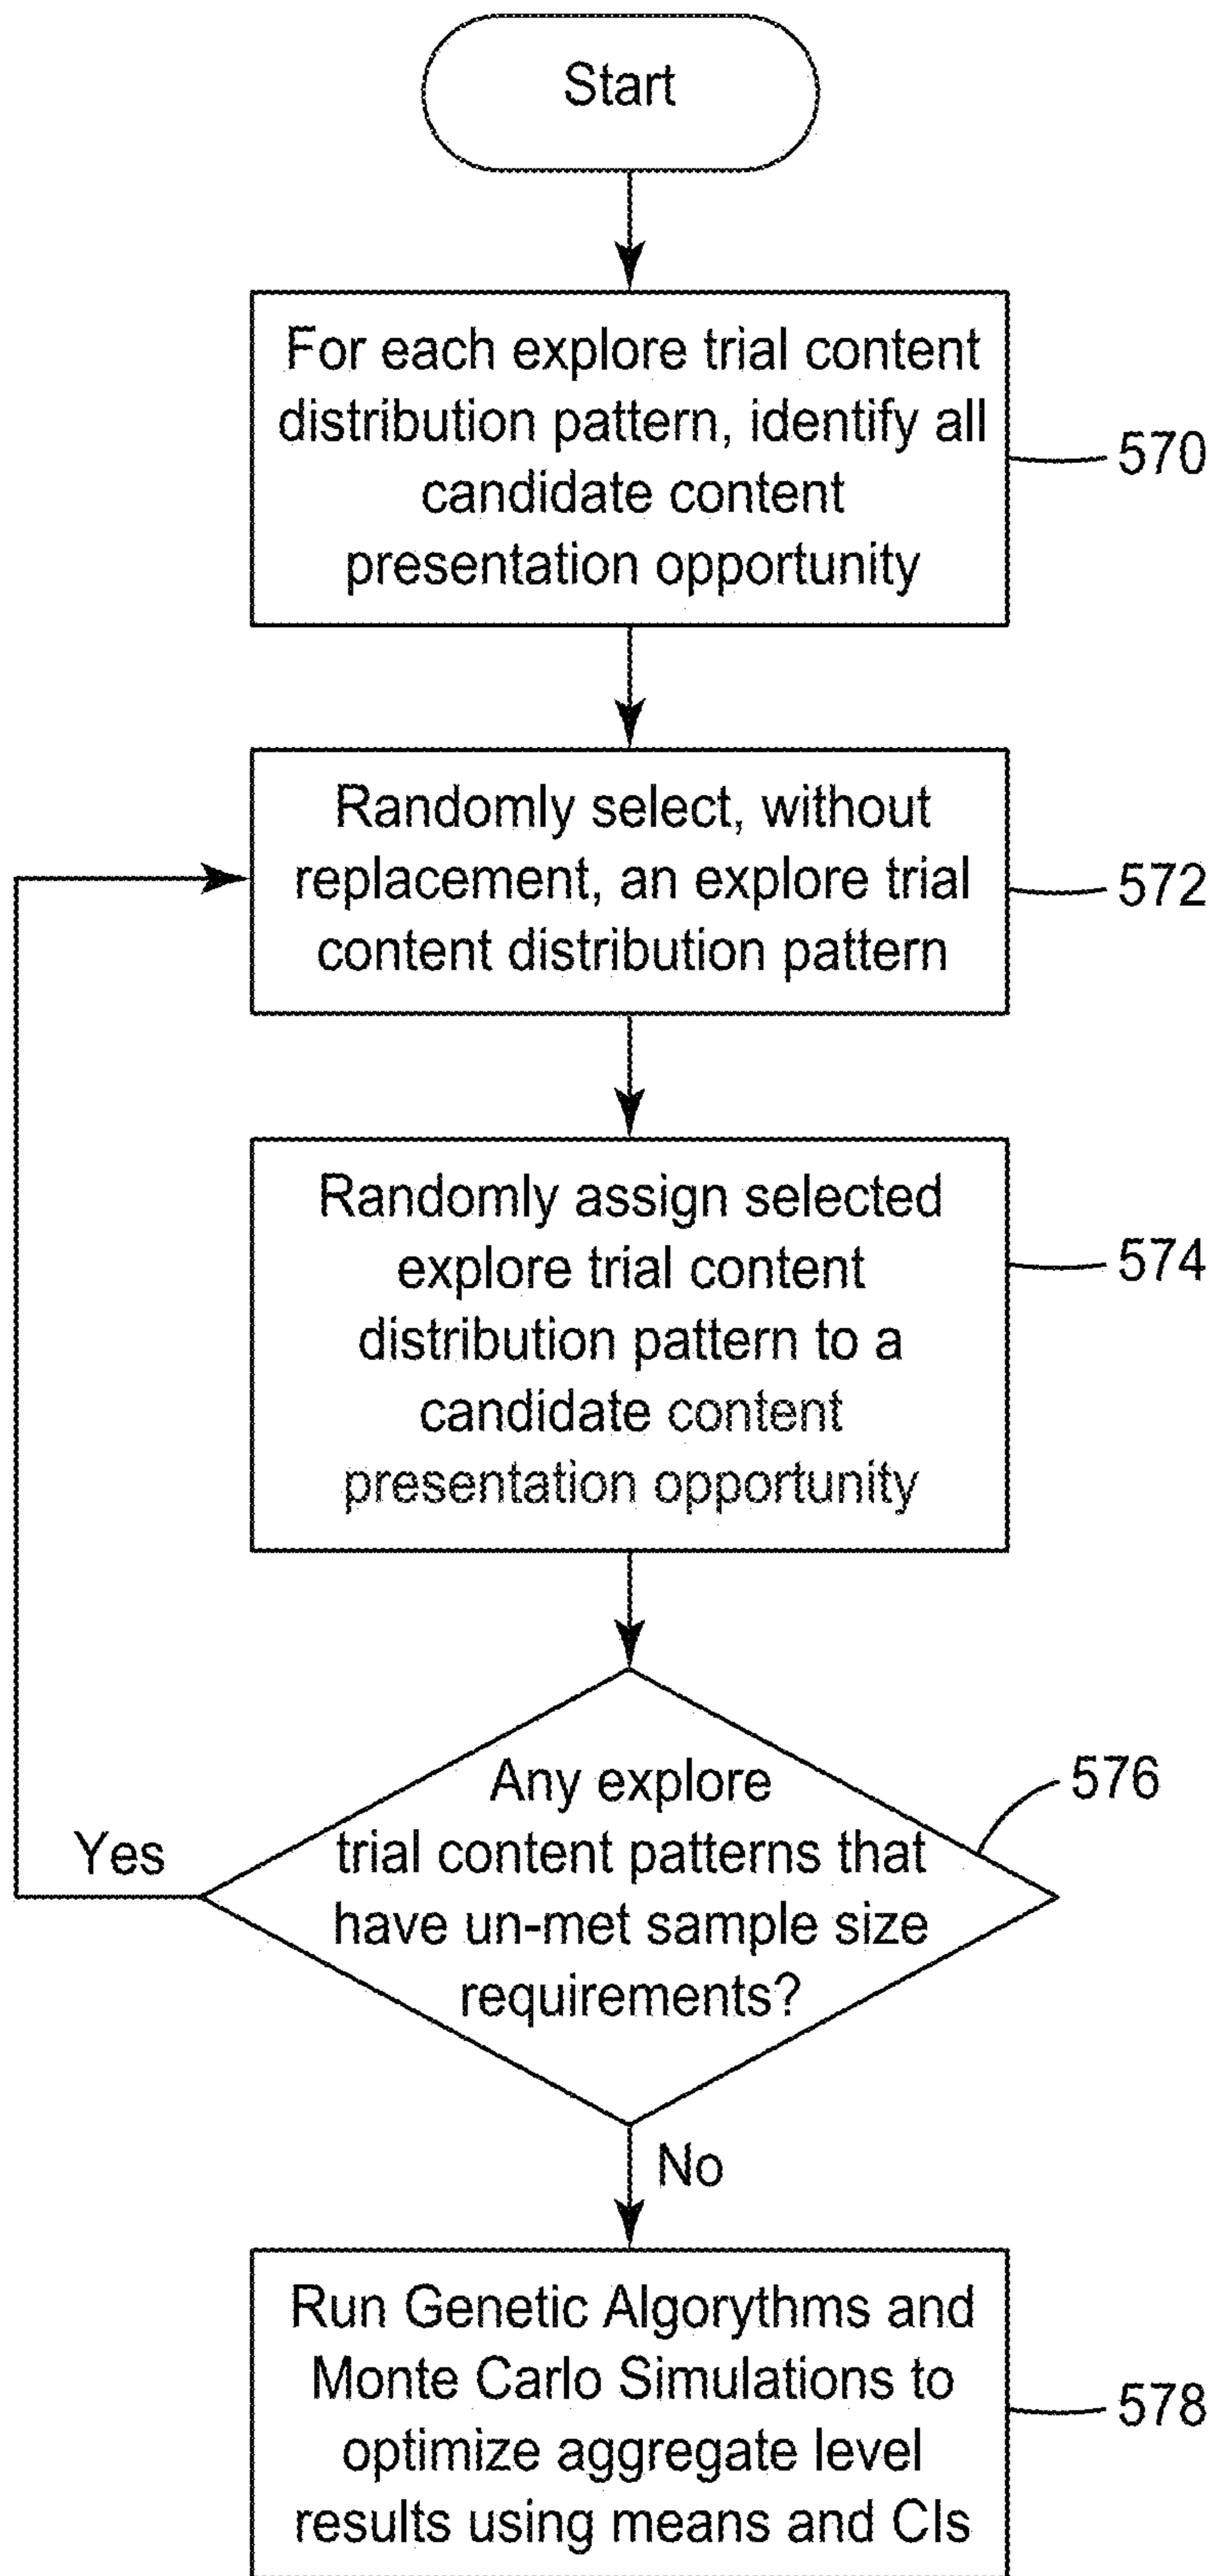 Start
For each explore trial content
distribution pattern, identify all
candidate content
presentation opportunity
570
Randomly select, without
replacement, an explore trial
content distribution pattern
572
Randomly assign selected
explore trial content
distribution pattern to a
candidate content
presentation opportunity
574
Any explore
trial content patterns that
have un-met sample size
requirements?
576
Yes
No
Run Genetic Algorythms and
Monte Carlo Simulations to
optimize aggregate level
results using means and CIs
578